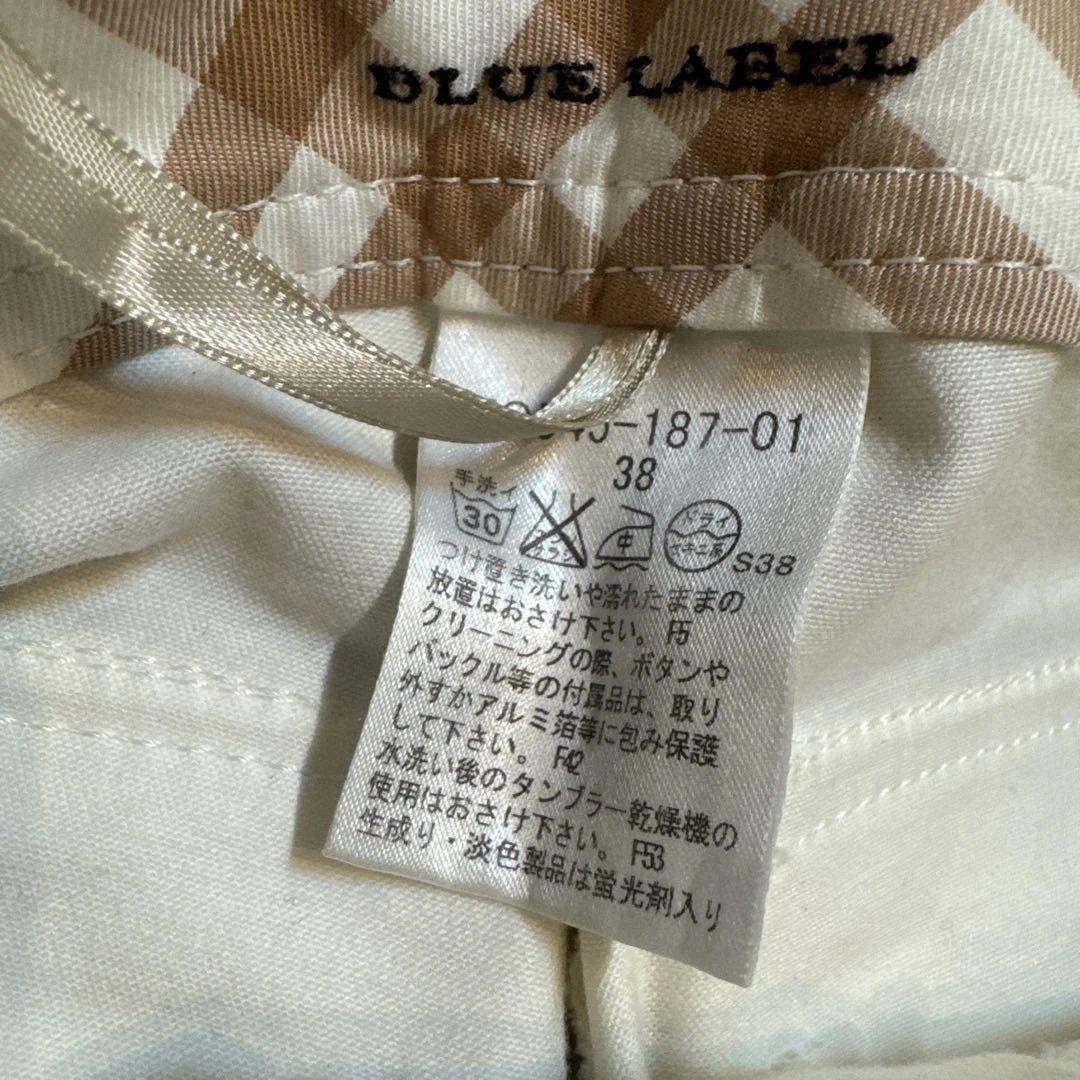 BLUE LABEL
45-187-01
38
手洗イ
30
中
ドライ
セキユ系
S38
つけ置き洗いや濡れたままの
放置はおさけ下さい。 F5
クリーニングの際、ボタンや
バックル等の付属品は、取り
外すかアルミ箔等に包み保護
して下さい。 F42
水洗い後のタンブラー乾燥機の
使用はおさけ下さい。 F53
生成り・淡色製品は蛍光剤入り